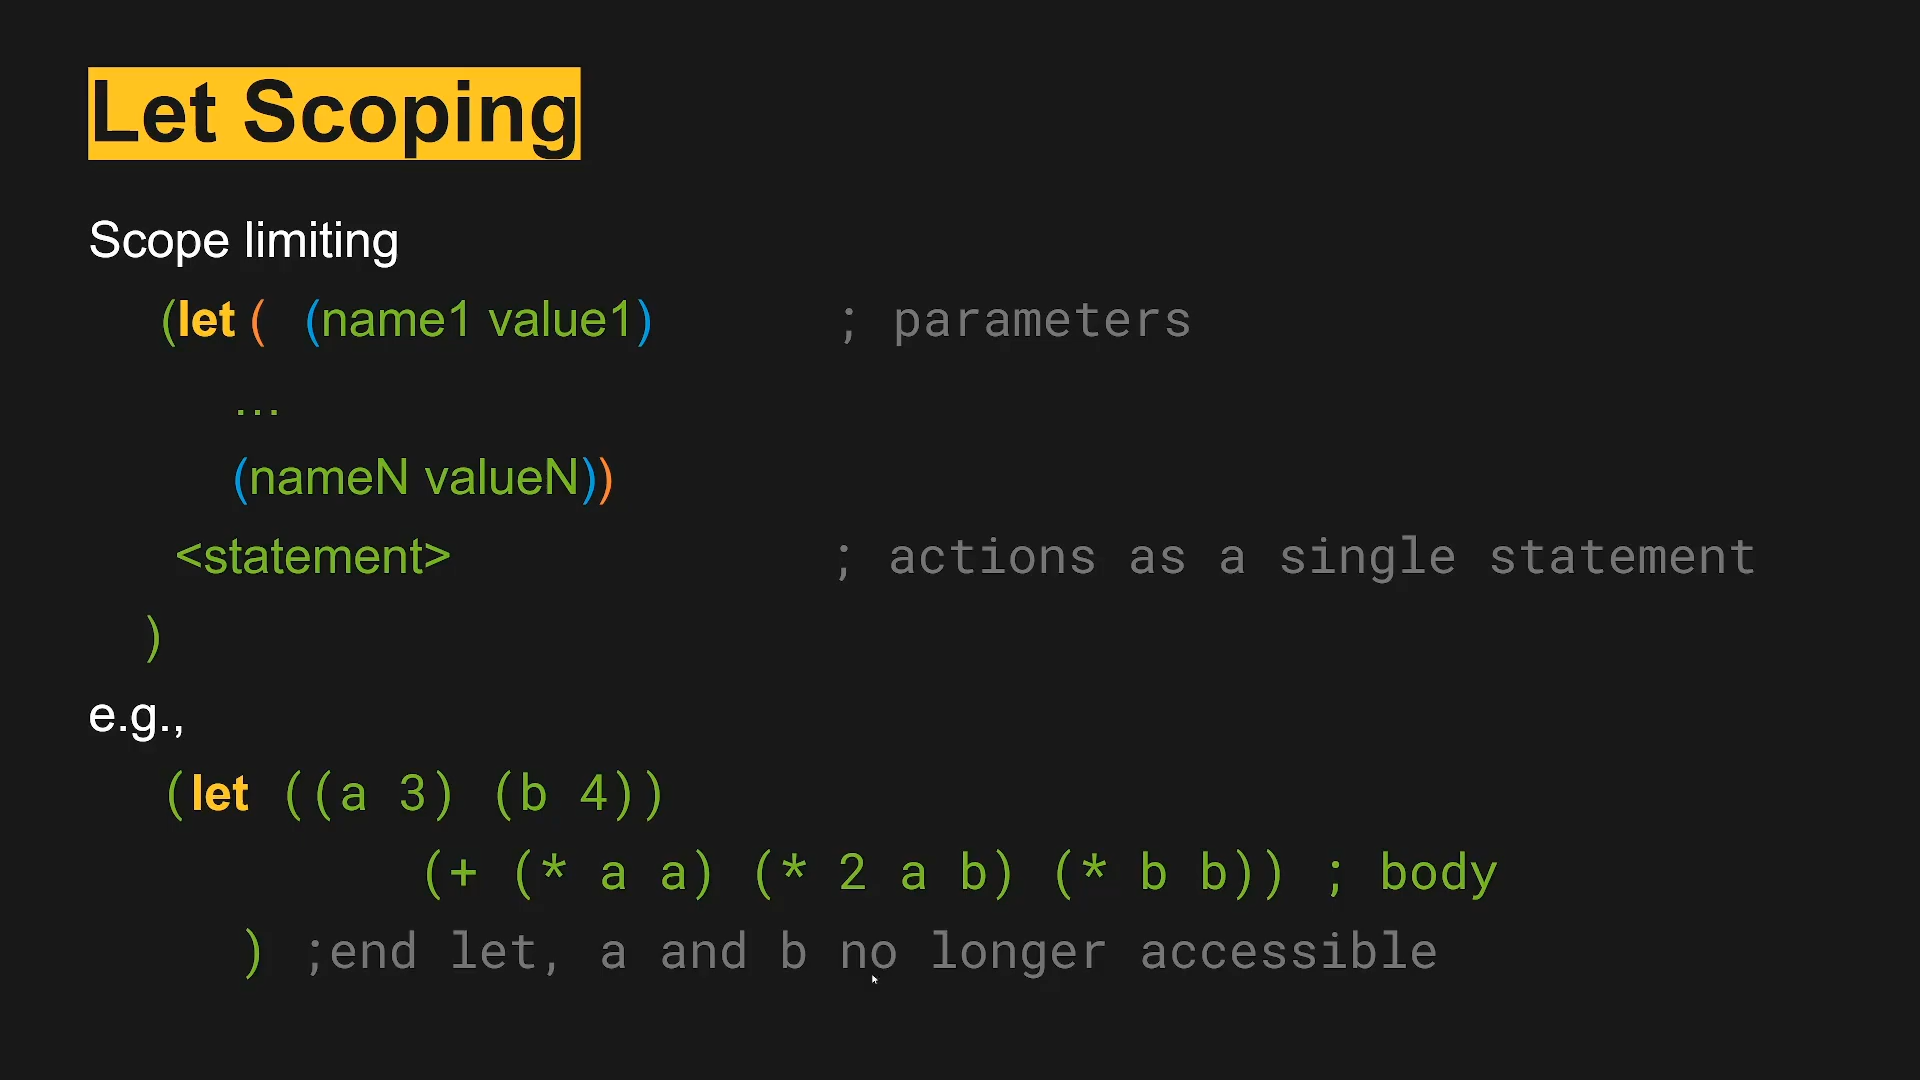 Let Scoping
Scope limiting
(let ( (name1 value1) ; parameters
…
(nameN valueN))
<statement> ; actions as a single statement
)
e.g.,
(let ((a 3) (b 4))
(+ (* a a) (* 2 a b) (* b b)) ; body
) ;end let, a and b no longer accessible